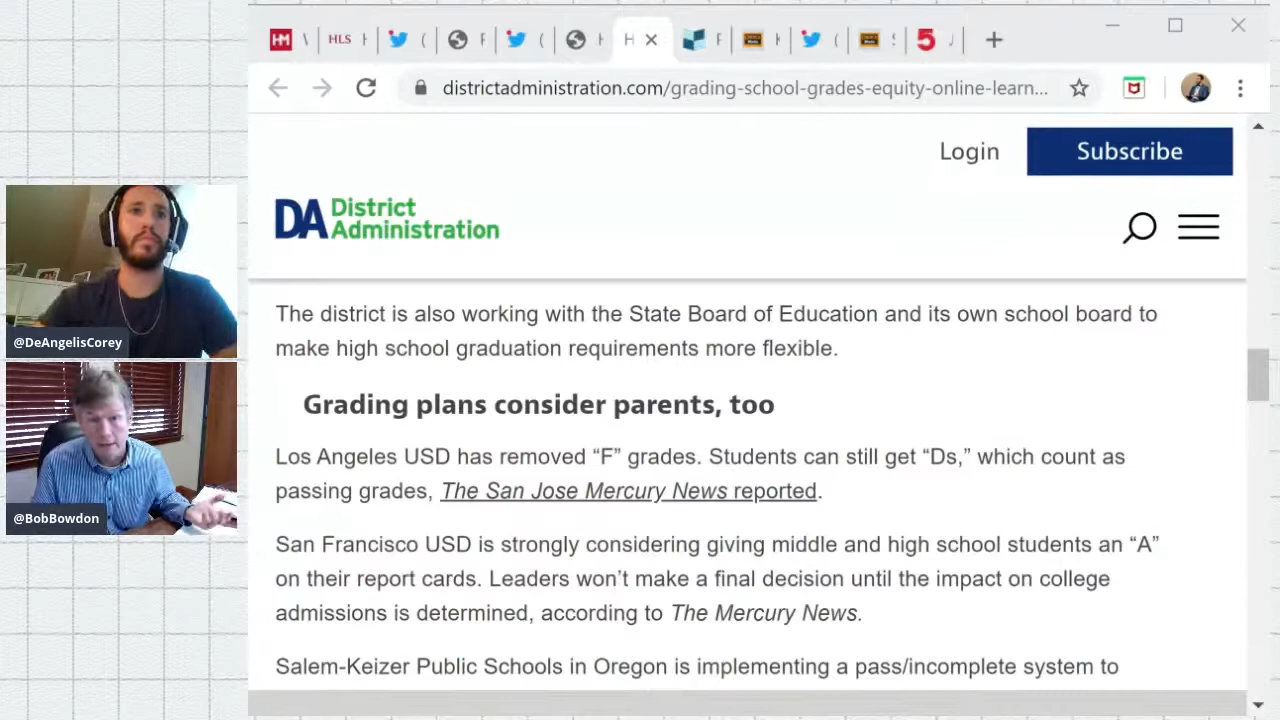 HM
HLS
5
districtadministration.com/grading-school-grades-equity-online-learn...
Login
Subscribe
DA District
Administration
The district is also working with the State Board of Education and its own school board to
make high school graduation requirements more flexible.
Grading plans consider parents, too
Los Angeles USD has removed “F” grades. Students can still get “Ds,” which count as
passing grades, The San Jose Mercury News reported.
San Francisco USD is strongly considering giving middle and high school students an “A”
on their report cards. Leaders won’t make a final decision until the impact on college
admissions is determined, according to The Mercury News.
Salem-Keizer Public Schools in Oregon is implementing a pass/incomplete system to
@DeAngelisCorey
@BobBowdon